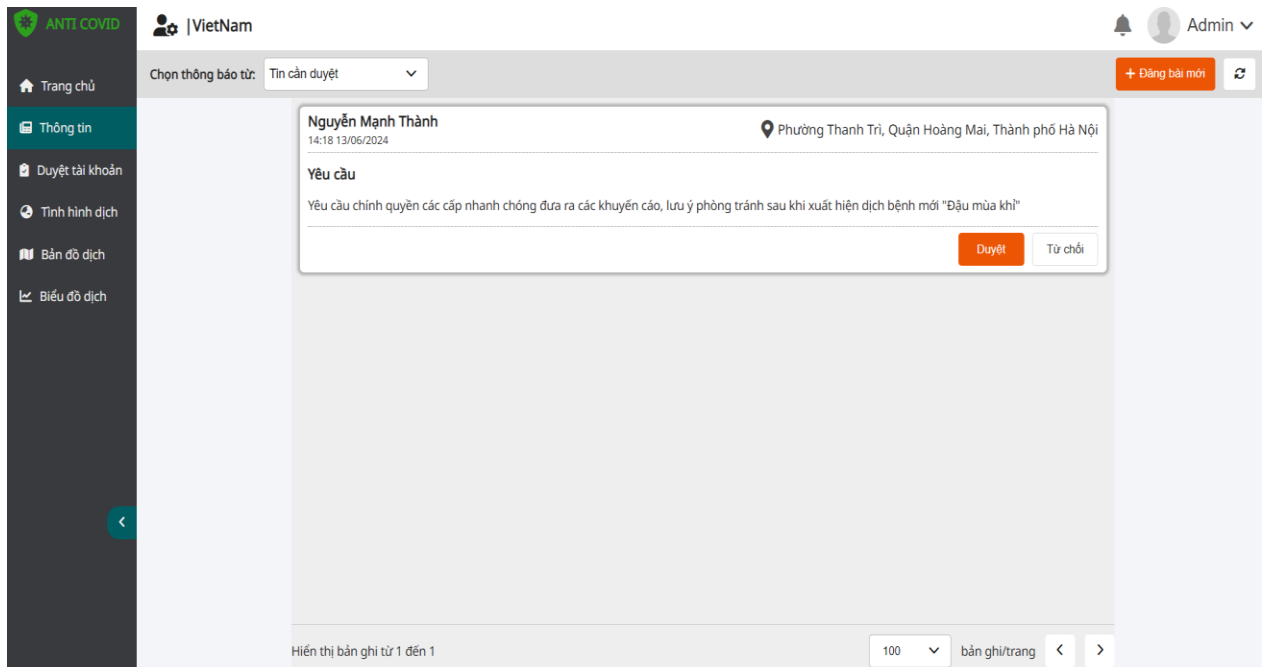 ANTI COVID
|VietNam
Admin
Chọn thông báo từ:
Tin cần duyệt
+ Đăng bài mới
Trang chủ
Thông tin
Duyệt tài khoản
Tình hình dịch
Bản đồ dịch
Biểu đồ dịch
Nguyễn Mạnh Thành
14:18 13/06/2024
Phường Thanh Trì, Quận Hoàng Mai, Thành phố Hà Nội
Yêu cầu
Yêu cầu chính quyền các cấp nhanh chóng đưa ra các khuyến cáo, lưu ý phòng tránh sau khi xuất hiện dịch bệnh mới "Đậu mùa khỉ"
Duyệt
Từ chối
Hiển thị bản ghi từ 1 đến 1
100
bản ghi/trang